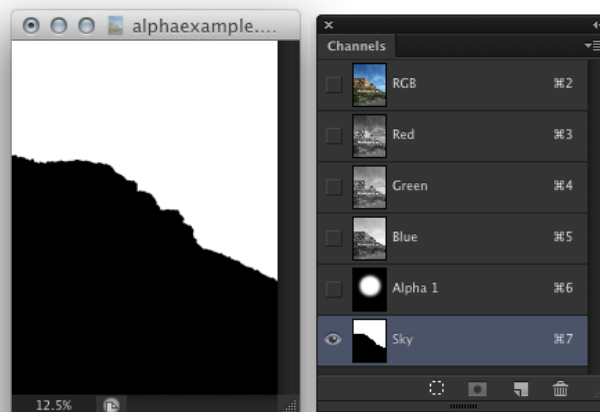 alphaexample....
12.5%
Channels
RGB ⌘2
Red ⌘3
Green ⌘4
Blue ⌘5
Alpha 1 ⌘6
Sky ⌘7